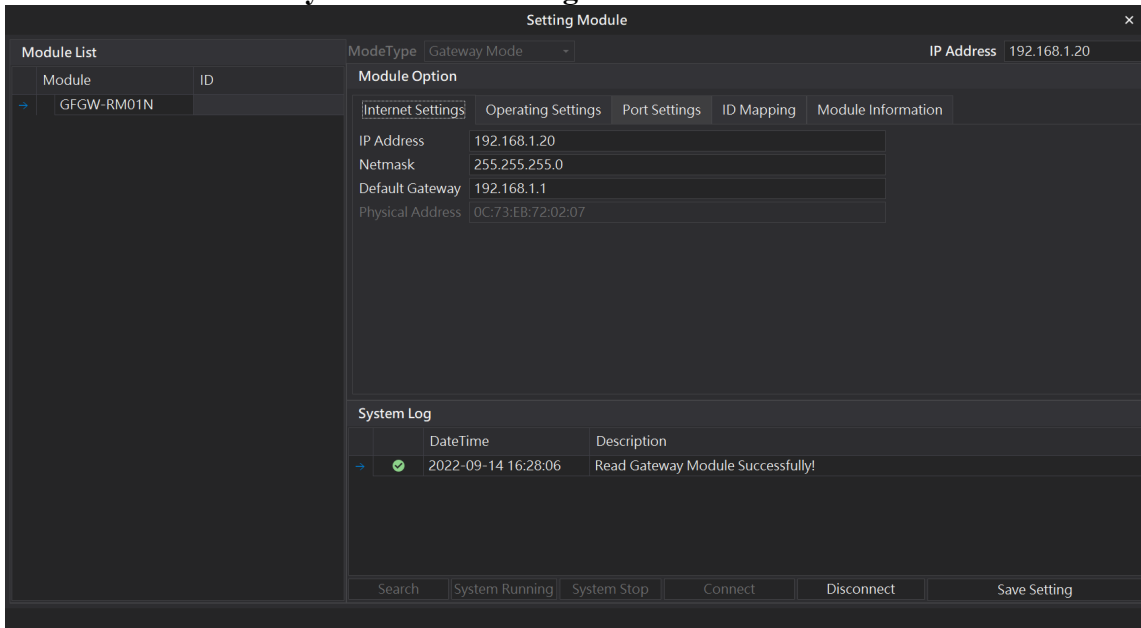 Setting Module ×
Module List
Module ID
→ GFGW-RM01N
ModeType Gateway Mode
IP Address 192.168.1.20
Module Option
Internet Settings Operating Settings Port Settings ID Mapping Module Information
IP Address 192.168.1.20
Netmask 255.255.255.0
Default Gateway 192.168.1.1
Physical Address 0C:73:EB:72:02:07
System Log
DateTime Description
→ 2022-09-14 16:28:06 Read Gateway Module Successfully!
Search System Running System Stop Connect Disconnect Save Setting